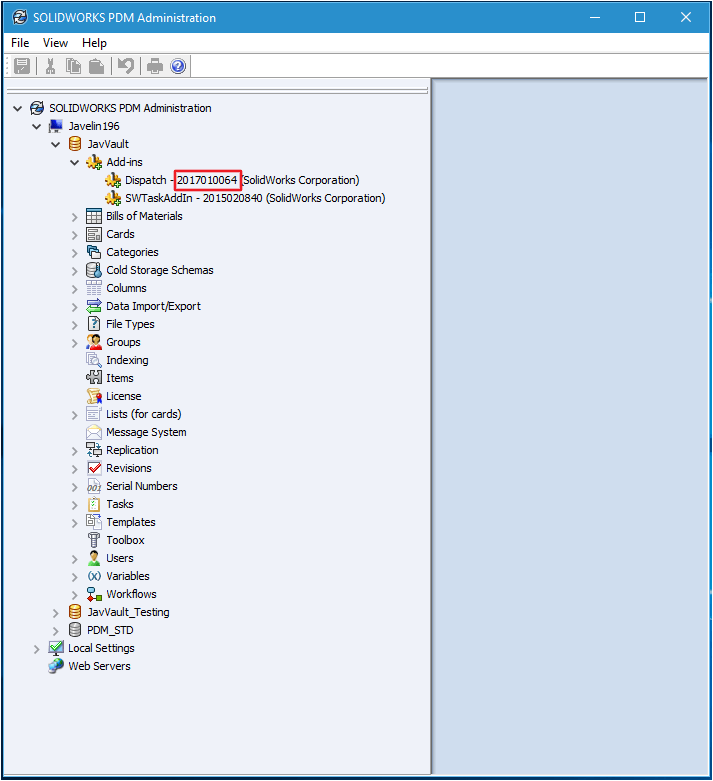 SOLIDWORKS PDM Administration
File View Help
SOLIDWORKS PDM Administration
Javelin196
JavVault
Add-ins
Dispatch - 2017010064 (SolidWorks Corporation)
SWTaskAddIn - 2015020840 (SolidWorks Corporation)
Bills of Materials
Cards
Categories
Cold Storage Schemas
Columns
Data Import/Export
File Types
Groups
Indexing
Items
License
Lists (for cards)
Message System
Replication
Revisions
001 Serial Numbers
Tasks
Templates
Toolbox
Users
(x) Variables
Workflows
JavVault_Testing
PDM_STD
Local Settings
Web Servers